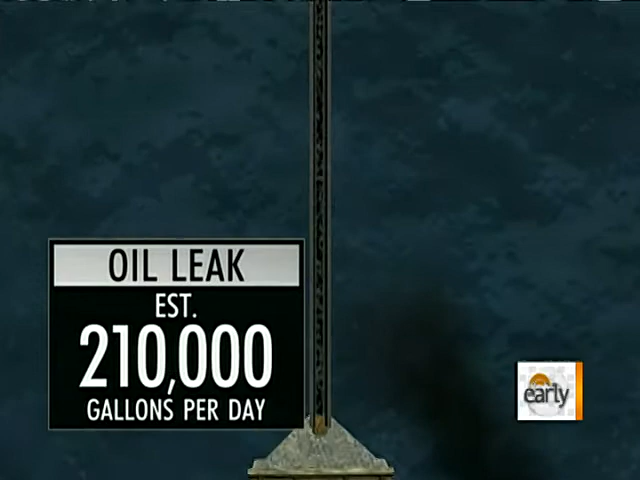 OIL LEAK
EST.
210,000
GALLONS PER DAY
early